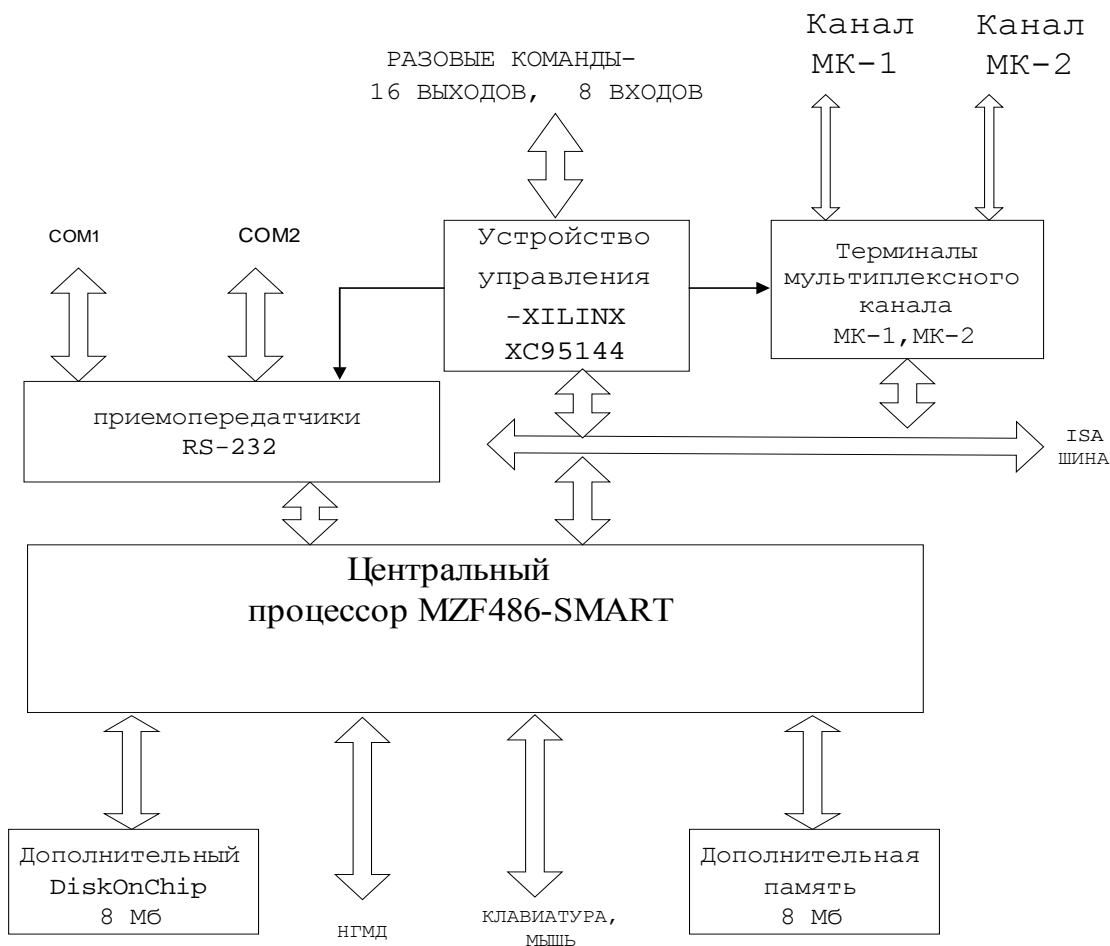 Канал
МК-1
Канал
МК-2
РАЗОВЫЕ КОМАНДЫ-
16 ВЫХОДОВ, 8 ВХОДОВ
COM1
COM2
Устройство
управления
-XILINX
XC95144
Терминалы
мультиплексного
канала
МК-1,МК-2
приемопередатчики
RS-232
ISA
ШИНА
Центральный
процессор MZF486-SMART
Дополнительный
DiskOnChip
8 Мб
НГМД
КЛАВИАТУРА,
МЫШЬ
Дополнительная
память
8 Мб